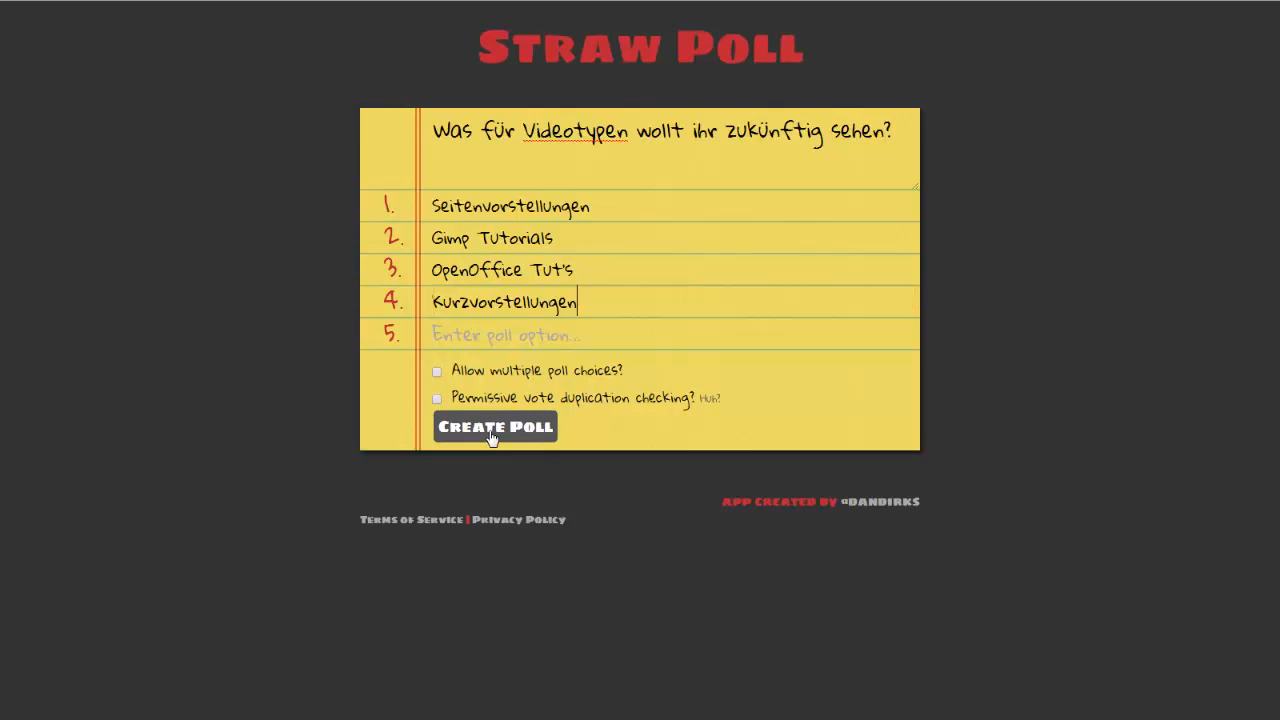 Straw Poll
Was für Videotypen wollt ihr zukünftig sehen?
1. Seitenvorstellungen
2. Gimp Tutorials
3. OpenOffice Tut's
4. Kurzvorstellungen
5. Enter poll option...
Allow multiple poll choices?
Permissive vote duplication checking? Huh?
Create Poll
App created by @dandirks
Terms of Service | Privacy Policy